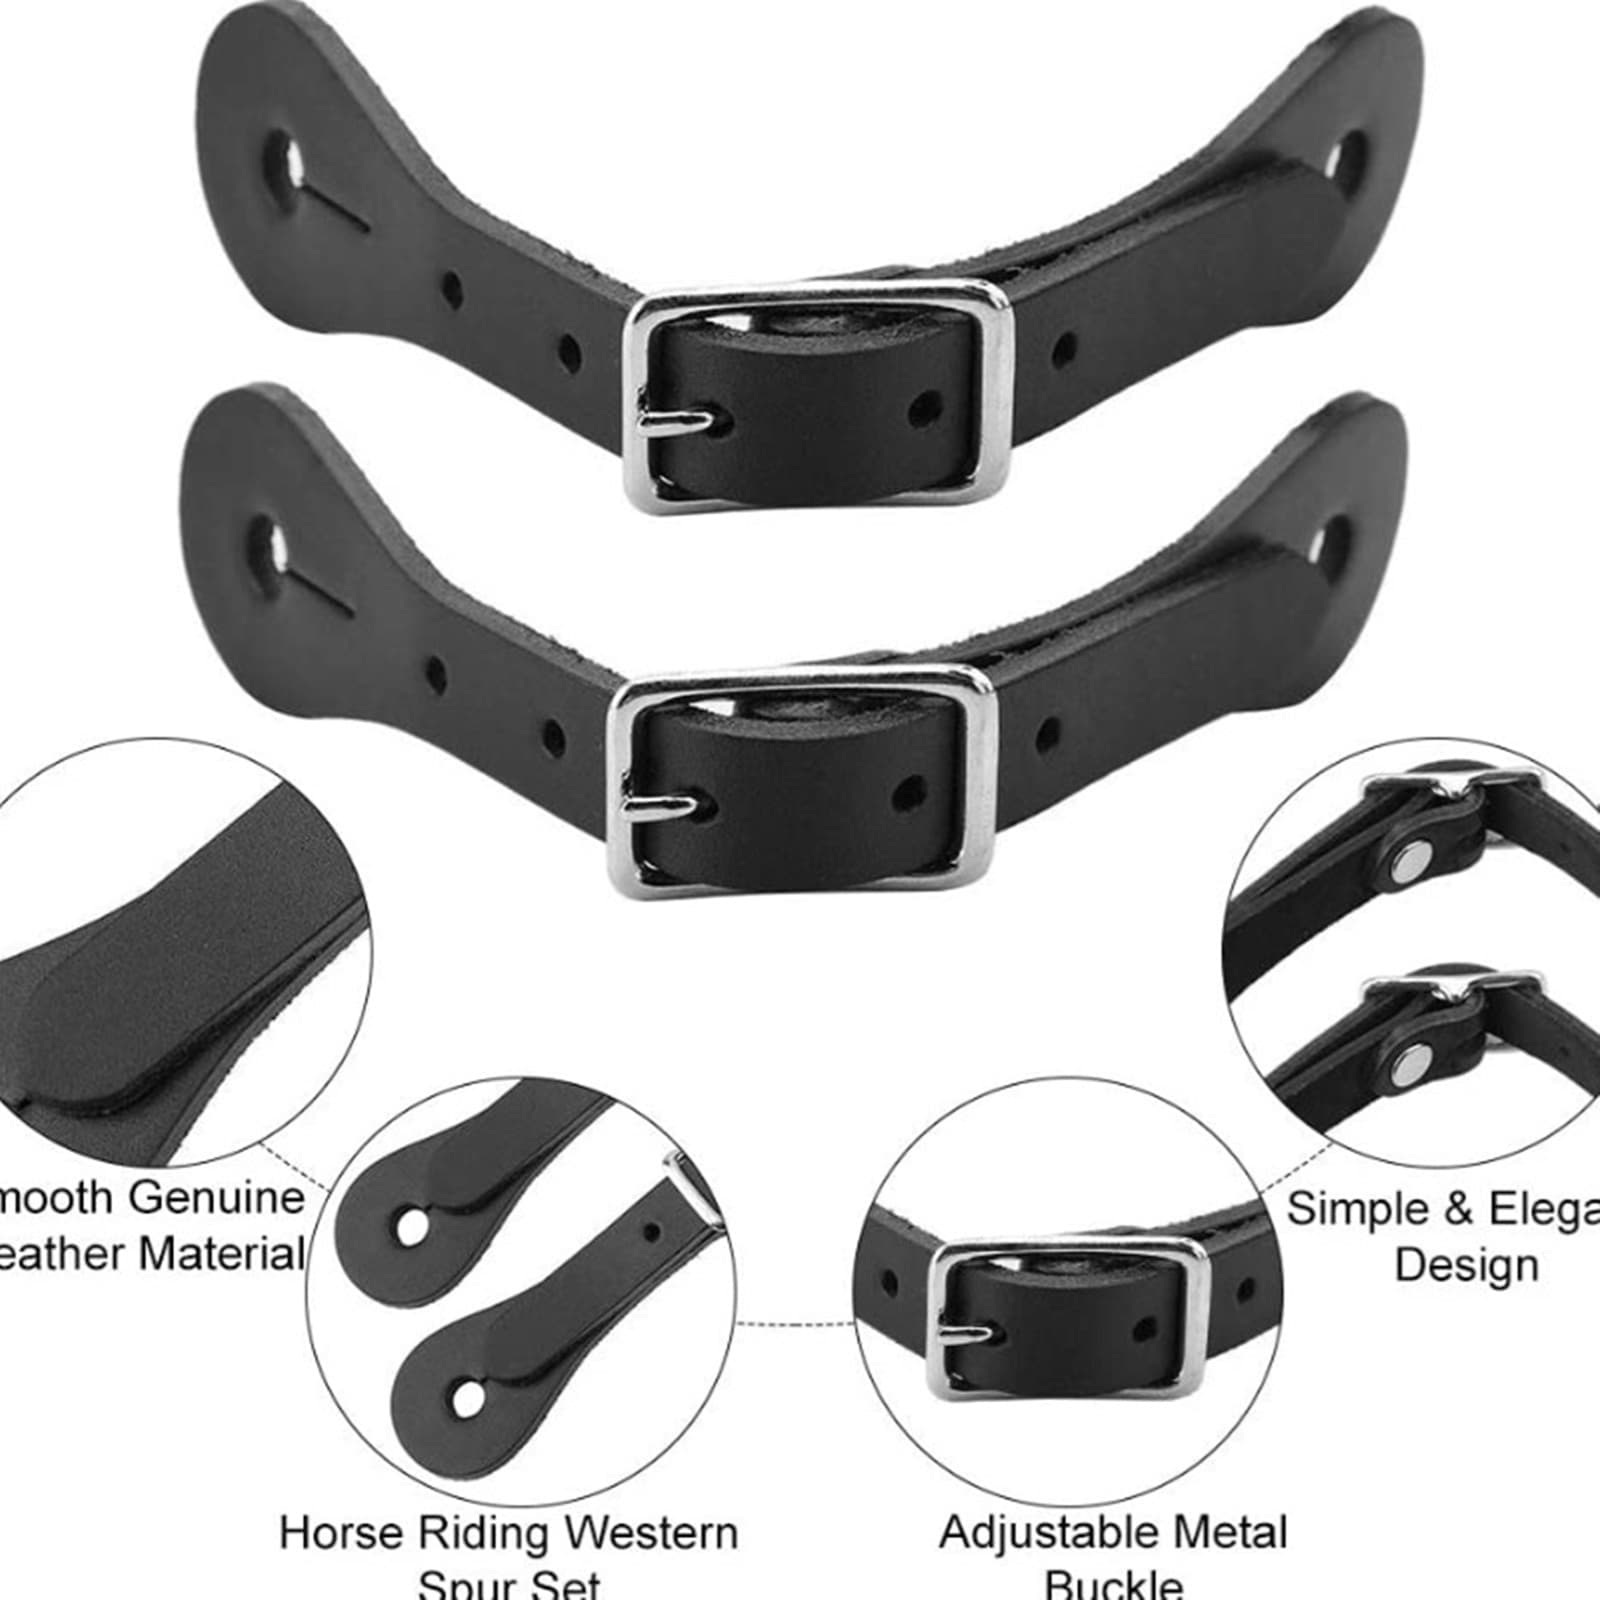 mooth Genuine
eather Material
Horse Riding Western
Spur Set
Adjustable Metal
Buckle
Simple & Elega
Design